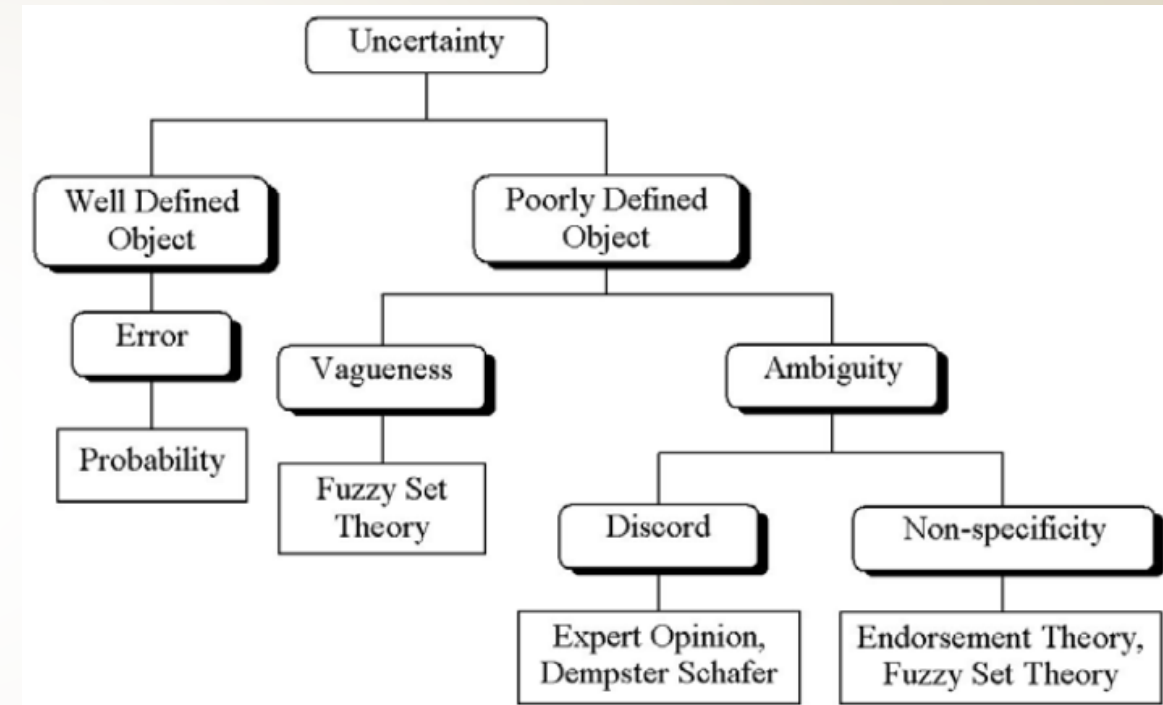 Uncertainty
Well Defined
Object
Poorly Defined
Object
Error
Vagueness
Ambiguity
Probability
Fuzzy Set
Theory
Discord
Non-specificity
Expert Opinion,
Dempster Schafer
Endorsement Theory,
Fuzzy Set Theory